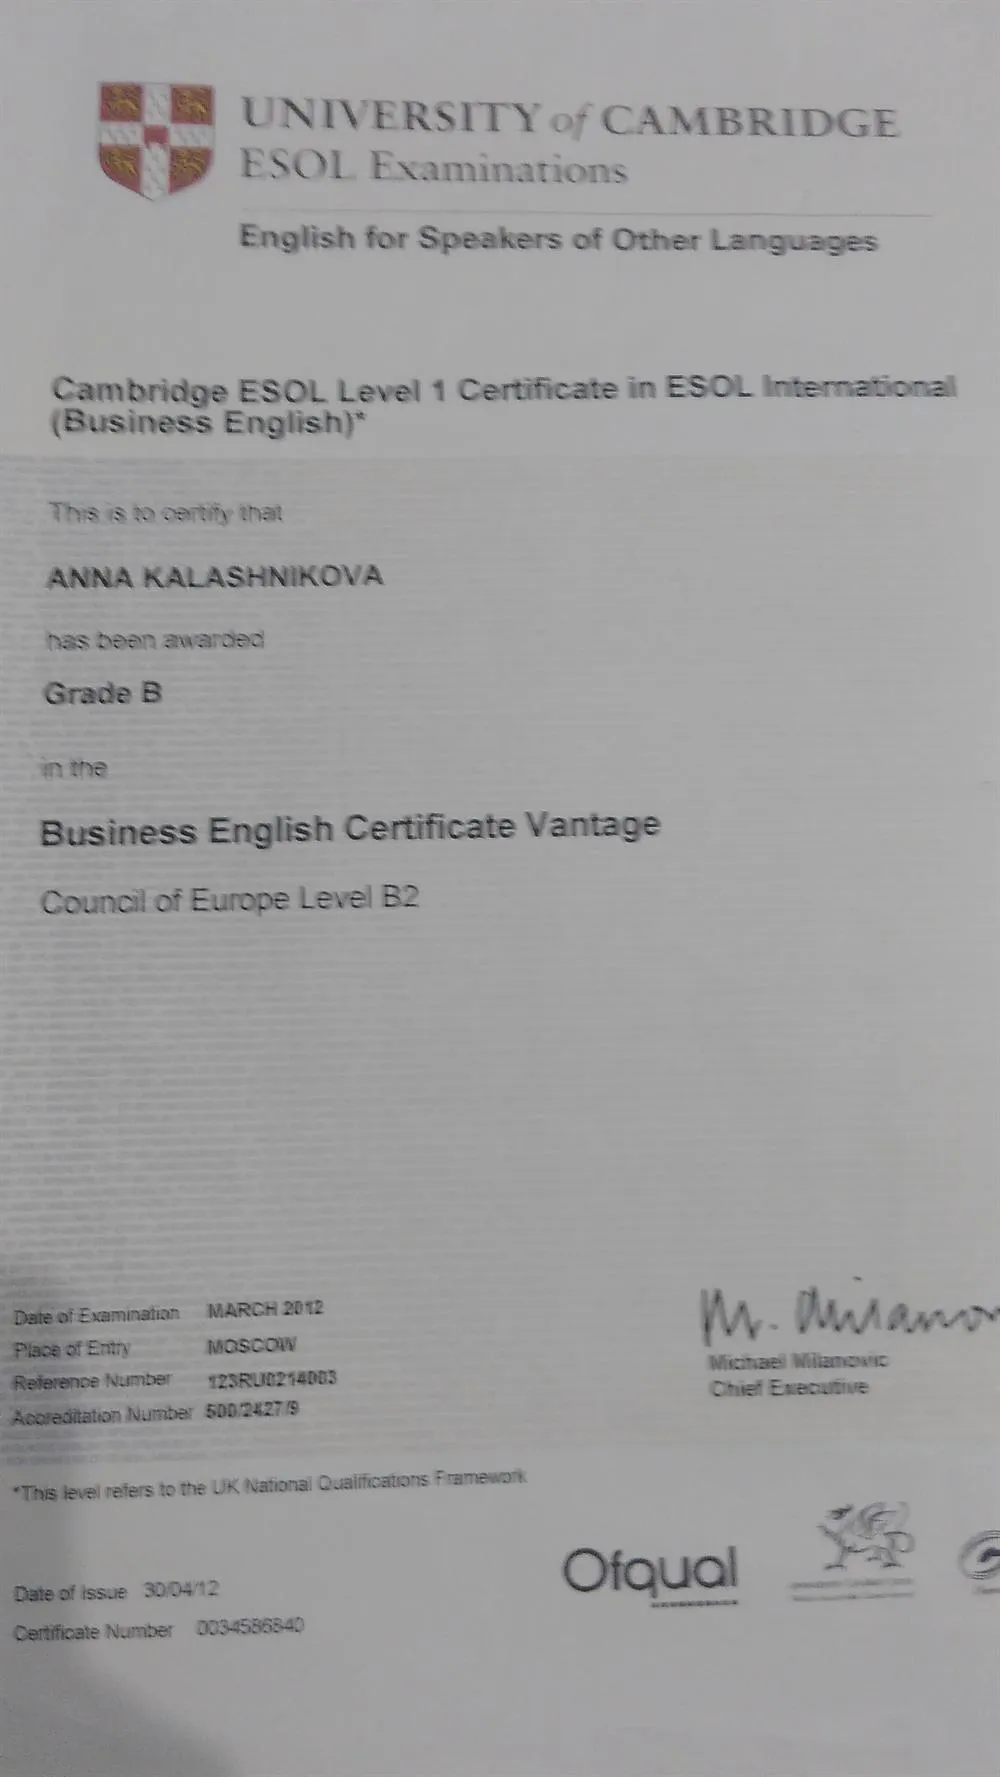 UNIVERSITY of CAMBRIDGE
ESOL Examinations
English for Speakers of Other Languages
Cambridge ESOL Level 1 Certificate in ESOL International
(Business English)*
This is to certify that
ANNA KALASHNIKOVA
has been awarded
Grade B
in the
Business English Certificate Vantage
Council of Europe Level B2
Date of Examination MARCH 2012
Place of Entry MOSCOW
Reference Number 123RU0214003
Accreditation Number 500/2427/9
M. Milanov
Michael Milanovic
Chief Executive
*This level refers to the UK National Qualifications Framework
Ofqual
Date of Issue 30/04/12
Certificate Number 0034586840